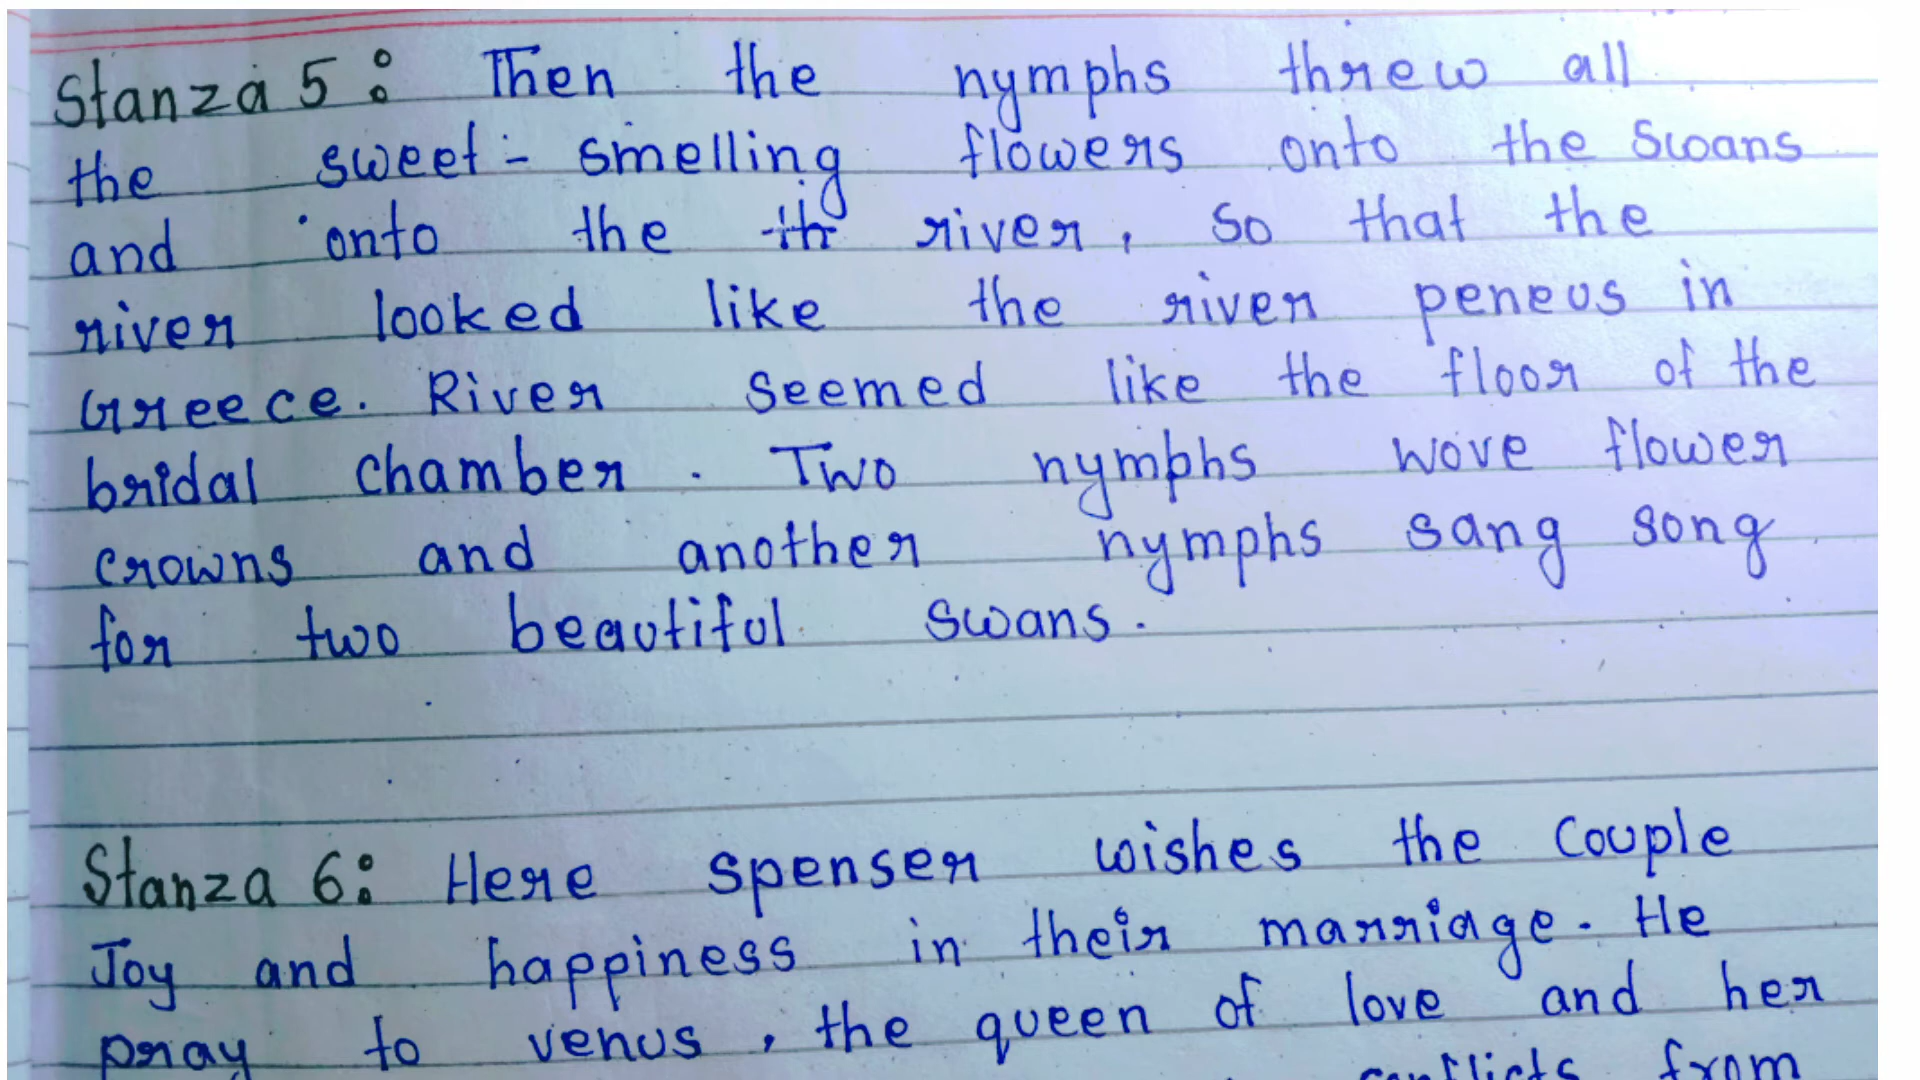 Stanza 5: Then the nymphs threw all
the sweet-smelling flowers onto the Swans
and onto the th river, so that the
river looked like the river peneus in
Greece. River seemed like the floor of the
bridal chamber. Two nymphs wove flower
crowns and another nymphs sang song
for two beautiful swans.
Stanza 6: Here spenser wishes the couple
Joy and happiness in their marriage. He
pray to venus, the queen of love and her
conflicts from